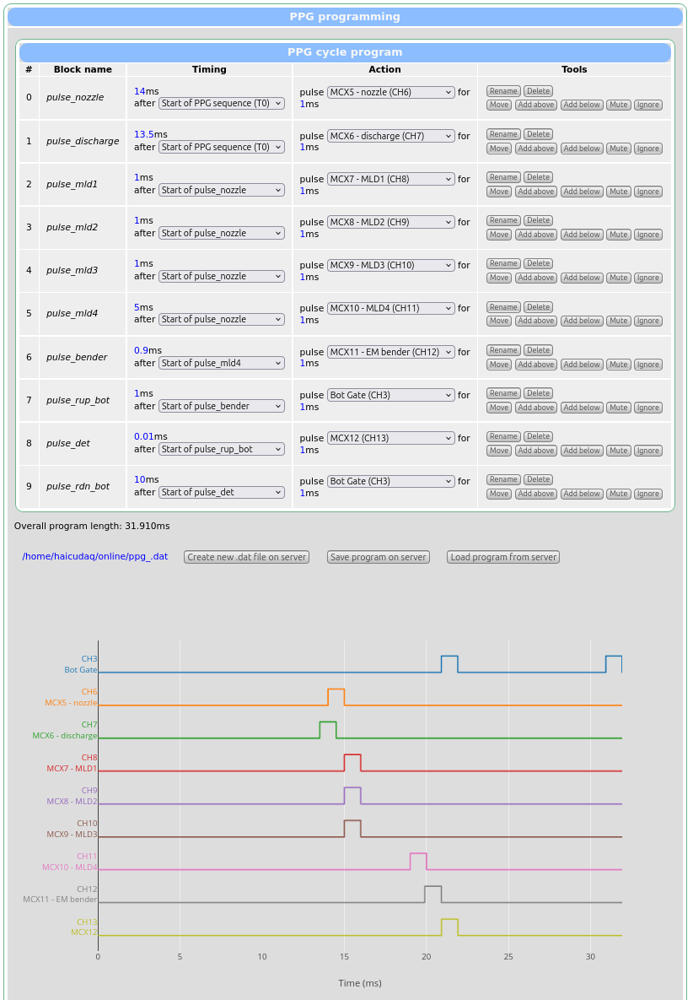 PPG programming
PPG cycle program
# Block name Timing Action Tools
0 pulse_nozzle 14ms after Start of PPG sequence (T0) pulse MCX5 - nozzle (CH6) for 1ms Rename Delete Move Add above Add below Mute Ignore
1 pulse_discharge 13.5ms after Start of PPG sequence (T0) pulse MCX6 - discharge (CH7) for 1ms Rename Delete Move Add above Add below Mute Ignore
2 pulse_mld1 1ms after Start of pulse_nozzle pulse MCX7 - MLD1 (CH8) for 1ms Rename Delete Move Add above Add below Mute Ignore
3 pulse_mld2 1ms after Start of pulse_nozzle pulse MCX8 - MLD2 (CH9) for 1ms Rename Delete Move Add above Add below Mute Ignore
4 pulse_mld3 1ms after Start of pulse_nozzle pulse MCX9 - MLD3 (CH10) for 1ms Rename Delete Move Add above Add below Mute Ignore
5 pulse_mld4 5ms after Start of pulse_nozzle pulse MCX10 - MLD4 (CH11) for 1ms Rename Delete Move Add above Add below Mute Ignore
6 pulse_bender 0.9ms after Start of pulse_mld4 pulse MCX11 - EM bender (CH12) for 1ms Rename Delete Move Add above Add below Mute Ignore
7 pulse_rup_bot 1ms after Start of pulse_bender pulse Bot Gate (CH3) for 1ms Rename Delete Move Add above Add below Mute Ignore
8 pulse_det 0.01ms after Start of pulse_rup_bot pulse MCX12 (CH13) for 1ms Rename Delete Move Add above Add below Mute Ignore
9 pulse_rdn_bot 10ms after Start of pulse_det pulse Bot Gate (CH3) for 1ms Rename Delete Move Add above Add below Mute Ignore
Overall program length: 31.910ms
/home/haicudaq/online/ppg_.dat Create new .dat file on server Save program on server Load program from server
CH3
Bot Gate
CH6
MCX5 - nozzle
CH7
MCX6 - discharge
CH8
MCX7 - MLD1
CH9
MCX8 - MLD2
CH10
MCX9 - MLD3
CH11
MCX10 - MLD4
CH12
MCX11 - EM bender
CH13
MCX12
0 5 10 15 20 25 30
Time (ms)